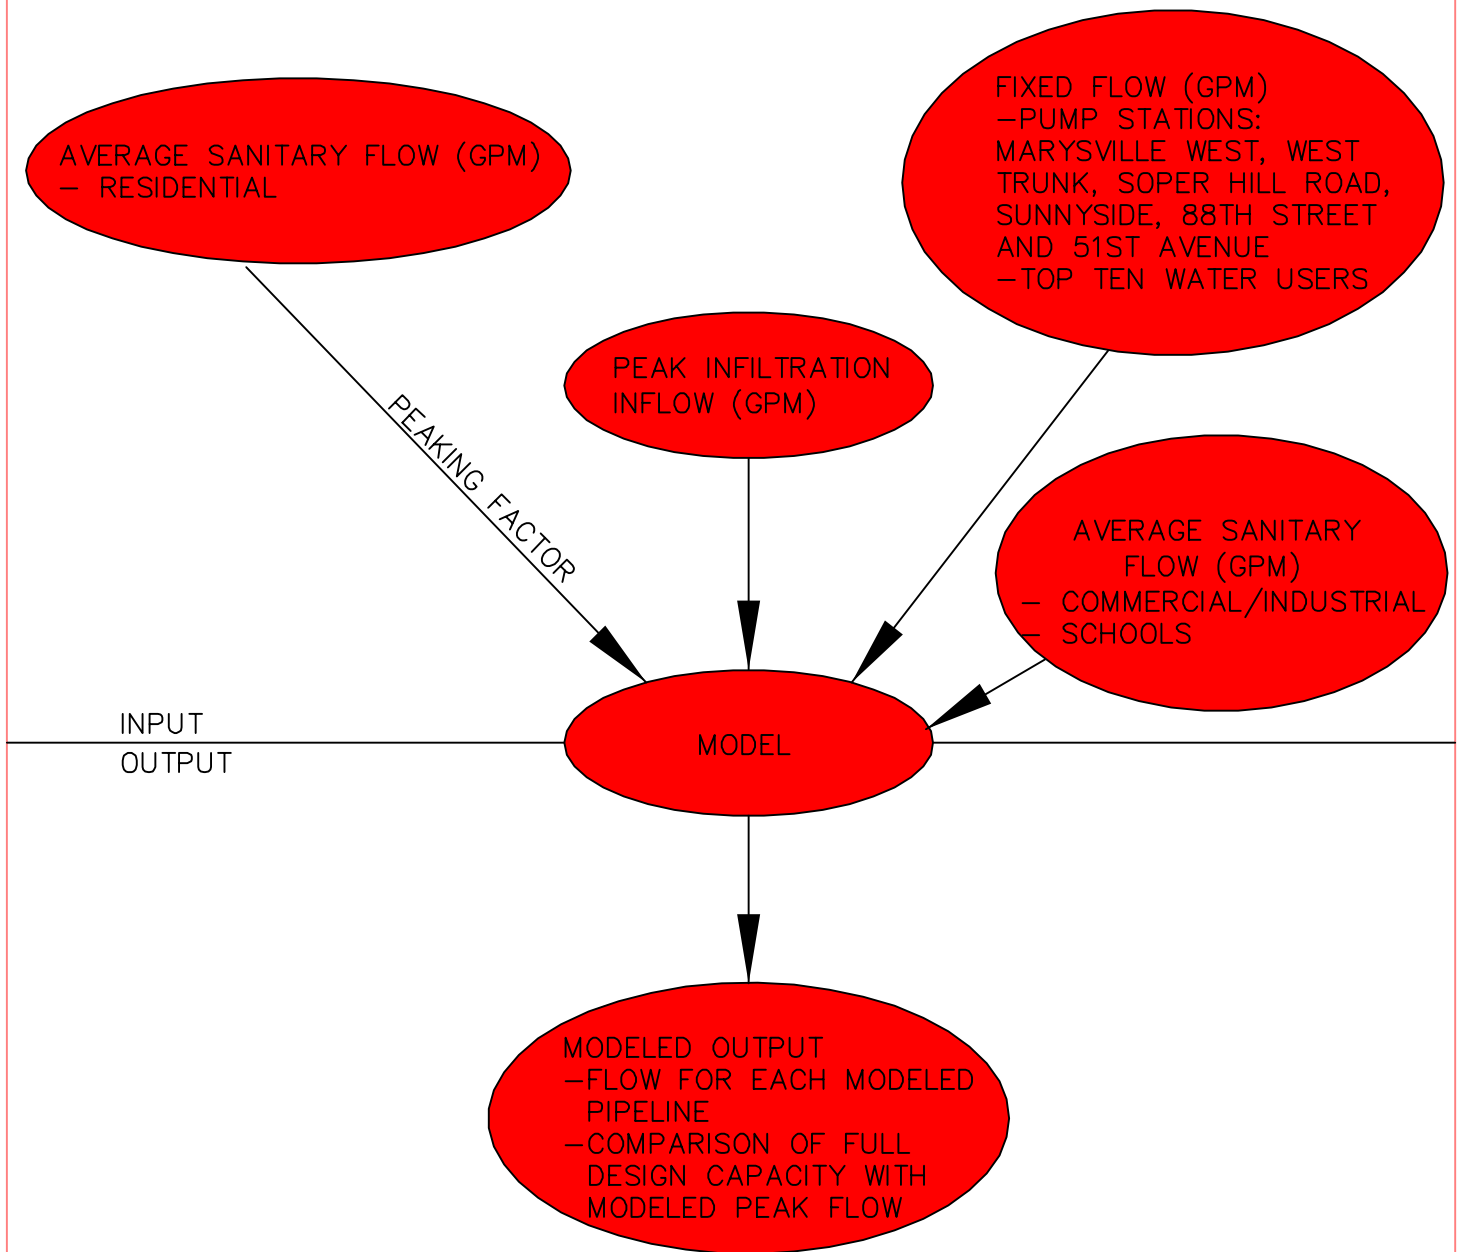 AVERAGE SANITARY FLOW (GPM)
– RESIDENTIAL
FIXED FLOW (GPM)
–PUMP STATIONS:
MARYSVILLE WEST, WEST
TRUNK, SOPER HILL ROAD,
SUNNYSIDE, 88TH STREET
AND 51ST AVENUE
–TOP TEN WATER USERS
PEAK INFILTRATION
INFLOW (GPM)
PEAKING FACTOR
AVERAGE SANITARY
FLOW (GPM)
– COMMERCIAL/INDUSTRIAL
– SCHOOLS
INPUT
OUTPUT
MODEL
MODELED OUTPUT
–FLOW FOR EACH MODELED
PIPELINE
–COMPARISON OF FULL
DESIGN CAPACITY WITH
MODELED PEAK FLOW